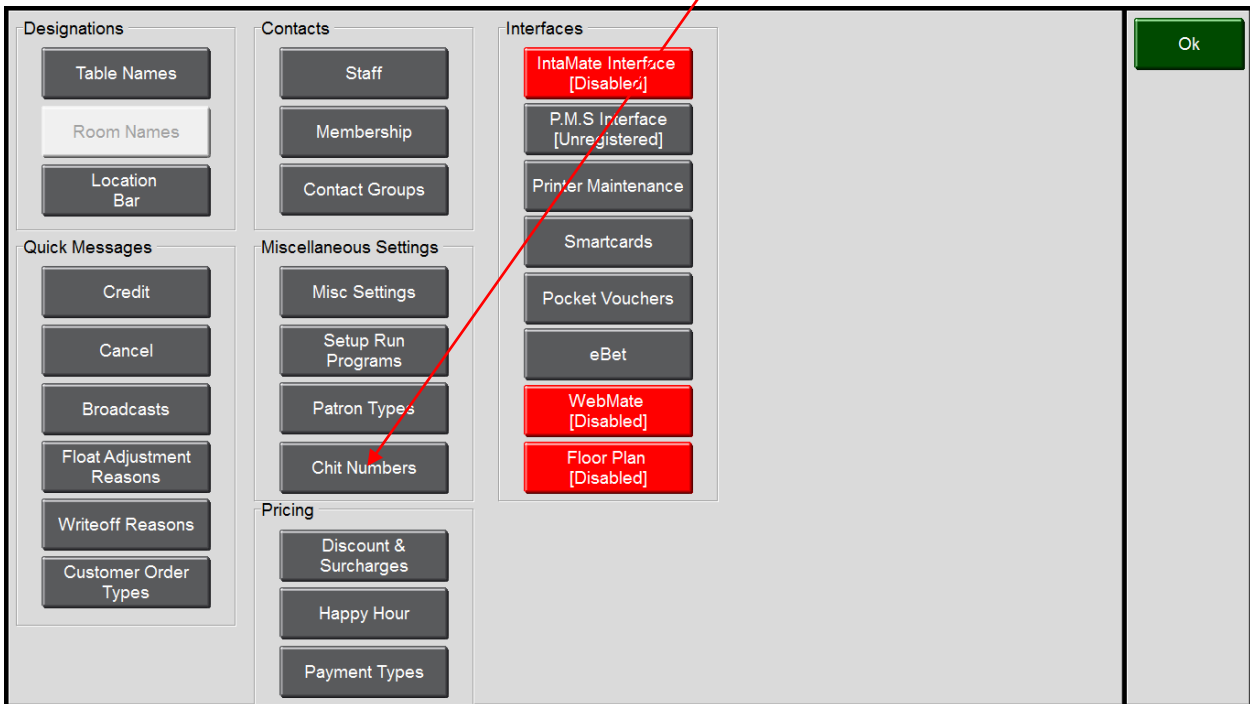 Designations
Table Names
Room Names
Location
Bar
Quick Messages
Credit
Cancel
Broadcasts
Float Adjustment
Reasons
Writeoff Reasons
Customer Order
Types
Contacts
Staff
Membership
Contact Groups
Miscellaneous Settings
Misc Settings
Setup Run
Programs
Patron Types
Chit Numbers
Pricing
Discount &
Surcharges
Happy Hour
Payment Types
Interfaces
IntaMate Interface
[Disabled]
P.M.S Interface
[Unregistered]
Printer Maintenance
Smartcards
Pocket Vouchers
eBet
WebMate
[Disabled]
Floor Plan
[Disabled]
Ok